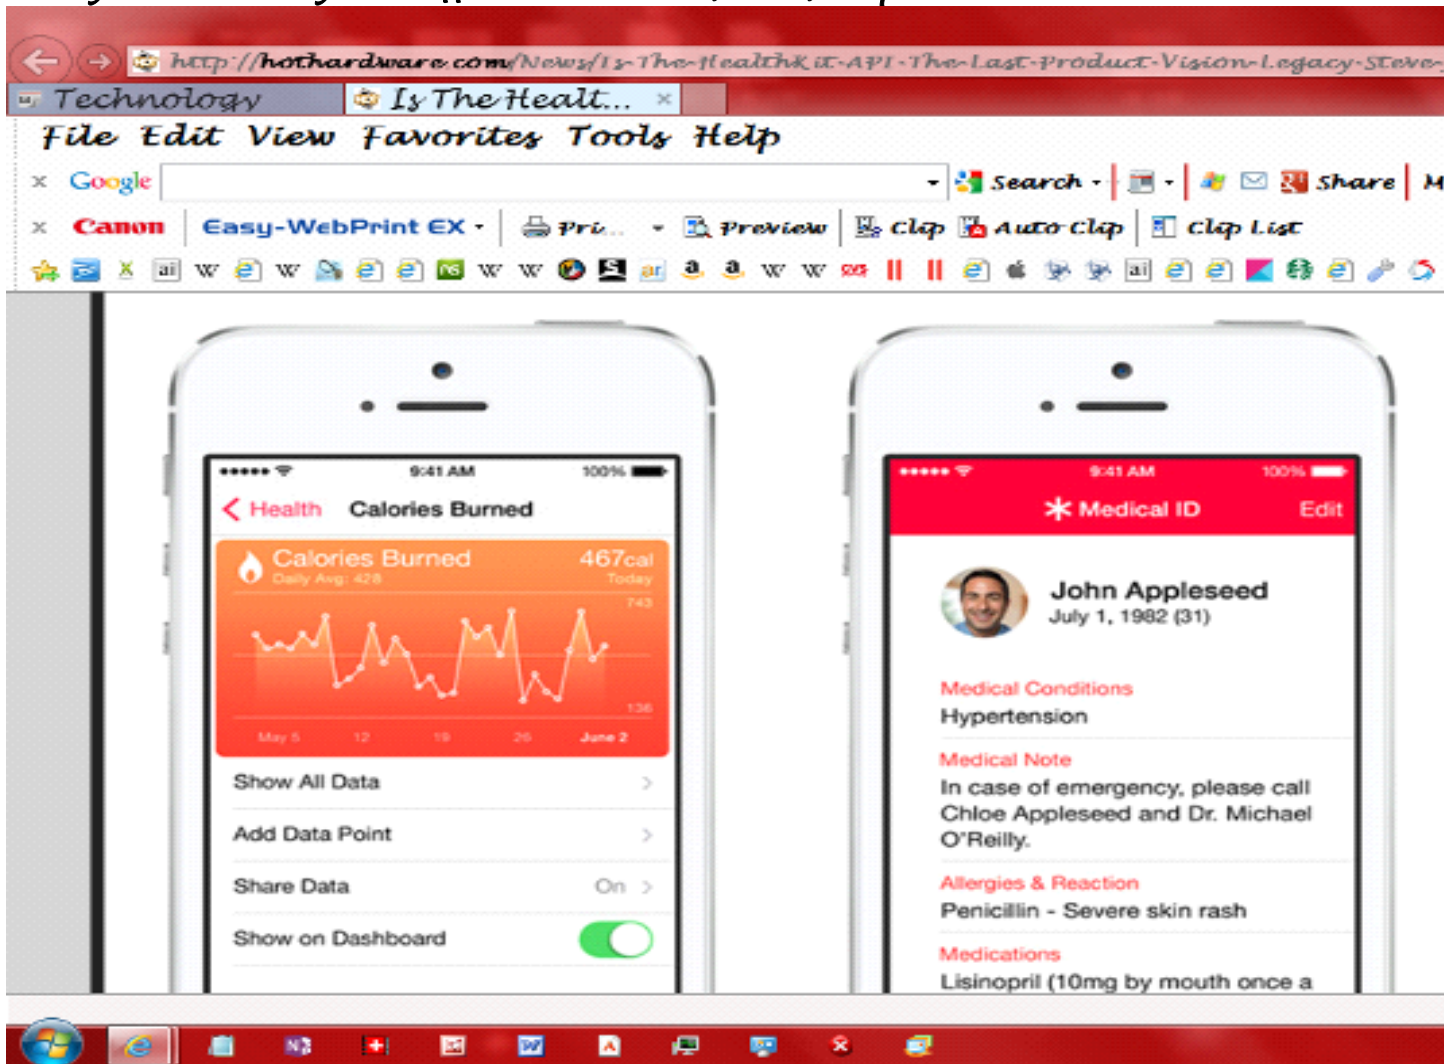 http://hothardware.com/News/Is-The-HealthKit-API-The-Last-Product-Vision-Legacy-Steve-
Technology Is The Healt... ×
File Edit View Favorites Tools Help
x Google Search Share M
x Canon Easy-WebPrint EX Pri... Preview Clip Auto Clip Clip List
9:41 AM 100%
Health Calories Burned
Calories Burned 467cal
Daily Avg: 428 Today
743
136
May 5 12 19 26 June 2
Show All Data
Add Data Point
Share Data On
Show on Dashboard
9:41 AM 100%
Medical ID Edit
John Appleseed
July 1, 1982 (31)
Medical Conditions
Hypertension
Medical Note
In case of emergency, please call
Chloe Appleseed and Dr. Michael
O'Reilly.
Allergies & Reaction
Penicillin - Severe skin rash
Medications
Lisinopril (10mg by mouth once a